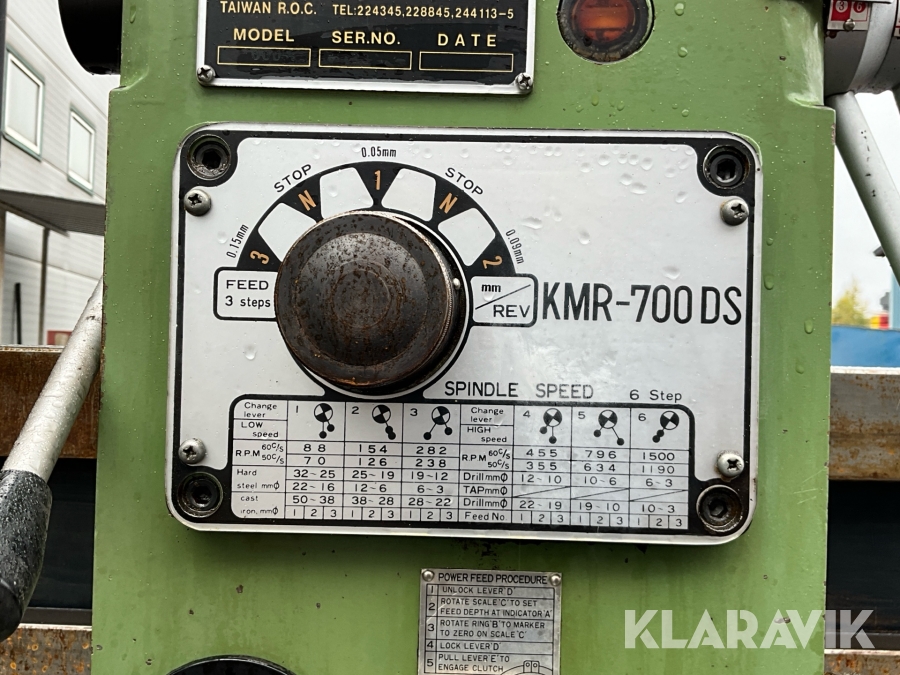 TAIWAN R.O.C. TEL:224345,228845,244113-5
MODEL SER.NO. DATE
0.15mm STOP 0.05mm STOP 0.09mm
3 N 1 N 2
FEED
3 steps
mm/REV
KMR-700DS
SPINDLE SPEED 6 Step
Change lever 1 2 3 Change lever 4 5 6
LOW speed HIGH speed
R.P.M 60C/S 88 154 282 R.P.M 60C/S 455 796 1500
50C/S 70 126 238 50C/S 355 634 1190
Hard 32-25 25-19 19-12 Drill mmΦ 12-10 10-6 6-3
steel mmΦ 22-16 12-6 6-3 TAP mmΦ
cast 50-38 38-28 28-22 Drill mmΦ 22-19 19-10 10-3
iron, mmΦ 1 2 3 1 2 3 1 2 3 Feed No. 1 2 3 1 2 3 1 2 3
POWER FEED PROCEDURE
1 UNLOCK LEVER 'D'
2 ROTATE SCALE 'C' TO SET
FEED DEPTH AT INDICATOR 'A'
3 ROTATE RING 'B' TO MARKER
TO ZERO ON SCALE 'C'
4 LOCK LEVER 'D'
5 PULL LEVER 'E' TO
ENGAGE CLUTCH
KLARAVIK